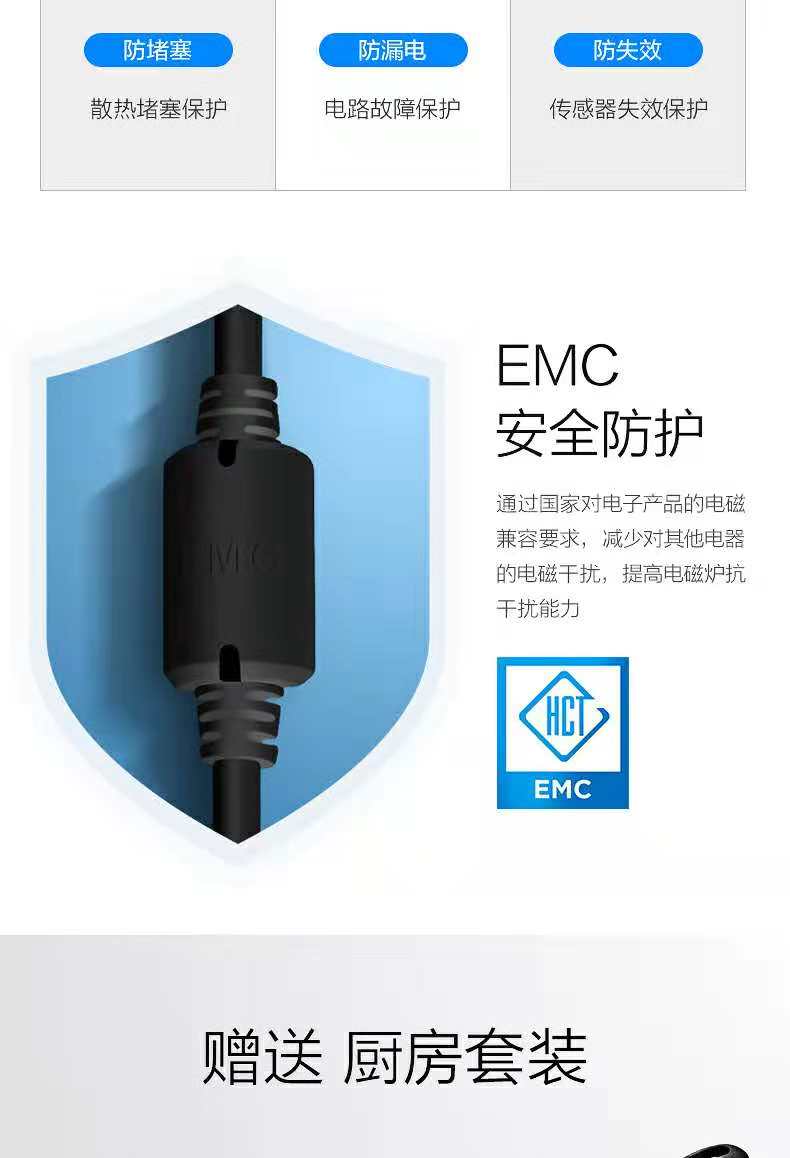 防堵塞 防漏电 防失效
散热堵塞保护 电路故障保护 传感器失效保护
EMC
安全防护
通过国家对电子产品的电磁
兼容要求，减少对其他电器
的电磁干扰，提高电磁炉抗
干扰能力
EMC
HCT
EMC
赠送 厨房套装